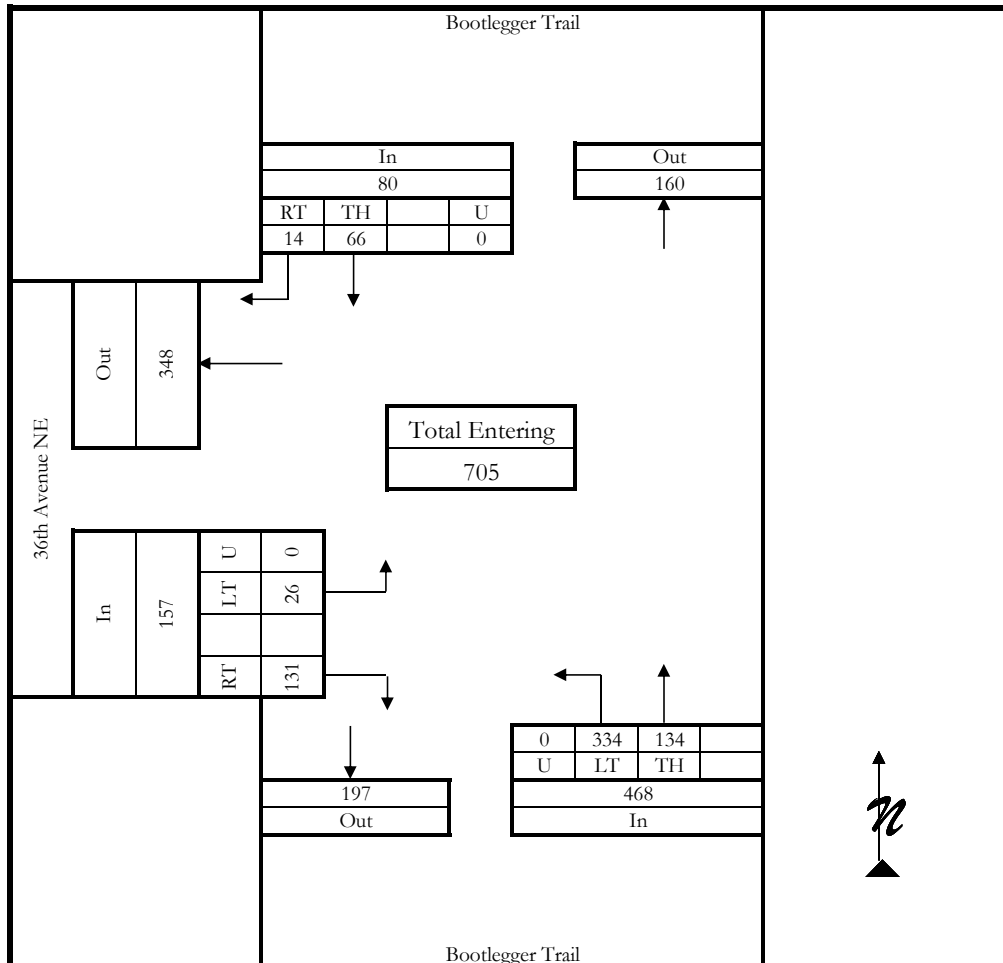 Bootlegger Trail
In
80
RT TH U
14 66 0
Out
160
36th Avenue NE
Out
348
Total Entering
705
In
157
U 0
LT 26
RT 131
197
Out
0 334 134
U LT TH
468
In
N
Bootlegger Trail